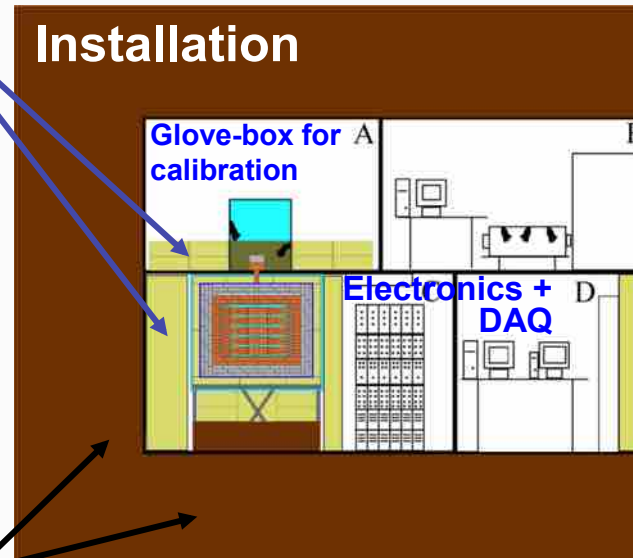 Installation
Glove-box for A
calibration
Electronics + D
DAQ